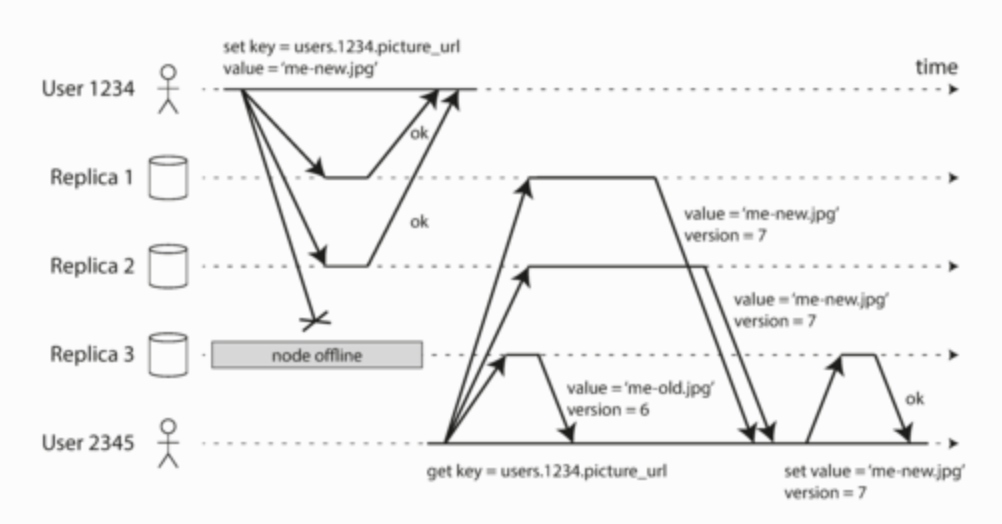 set key = users.1234.picture_url
value = 'me-new.jpg'
time
User 1234
ok
Replica 1
value = 'me-new.jpg'
version = 7
ok
Replica 2
value = 'me-new.jpg'
version = 7
Replica 3
node offline
value = 'me-old.jpg'
version = 6
ok
User 2345
get key = users.1234.picture_url
set value = 'me-new.jpg'
version = 7